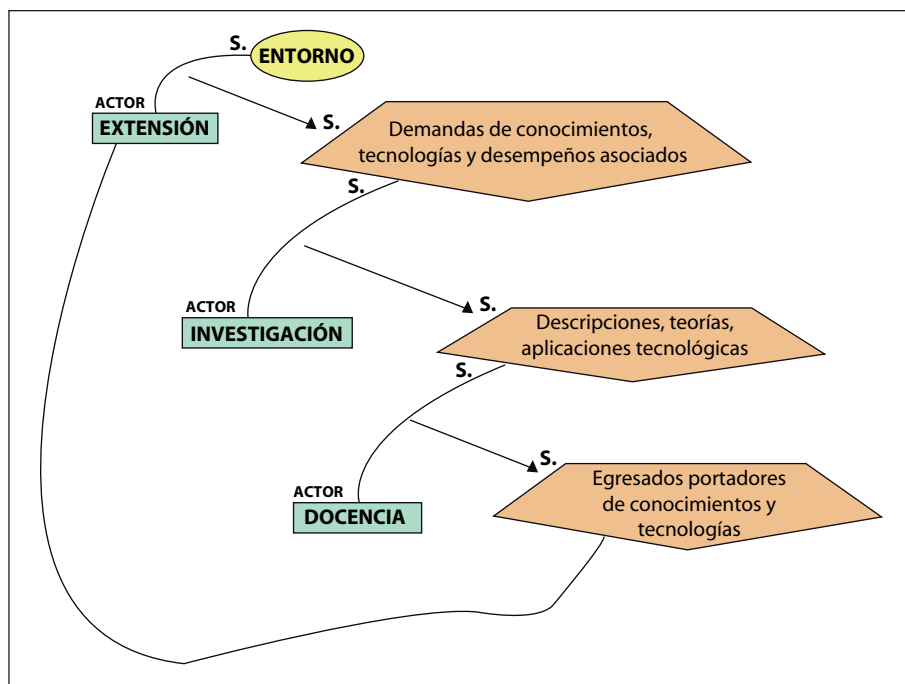 S.
ENTORNO
ACTOR
EXTENSIÓN
S.
Demandas de conocimientos,
tecnologías y desempeños asociados
S.
ACTOR
INVESTIGACIÓN
S.
Descripciones, teorías,
aplicaciones tecnológicas
S.
ACTOR
DOCENCIA
S.
Egresados portadores
de conocimientos y
tecnologías